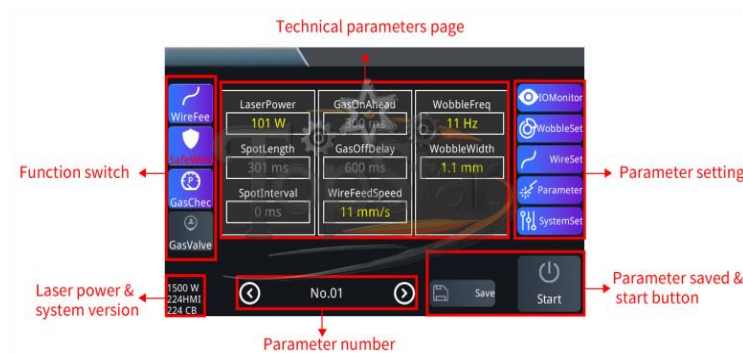 Technical parameters page
WireFee
SafeWeld
GasChec
GasValve
LaserPower
101 W
SpotLength
301 ms
SpotInterval
0 ms
GasOnAhead
300 ms
GasOffDelay
600 ms
WireFeedSpeed
11 mm/s
WobbleFreq
11 Hz
WobbleWidth
1.1 mm
IOMonitor
WobbleSet
WireSet
Parameter
SystemSet
Function switch
Parameter setting
Laser power &
system version
1500 W
224HMI
224 CB
No.01
Save
Start
Parameter saved &
start button
Parameter number